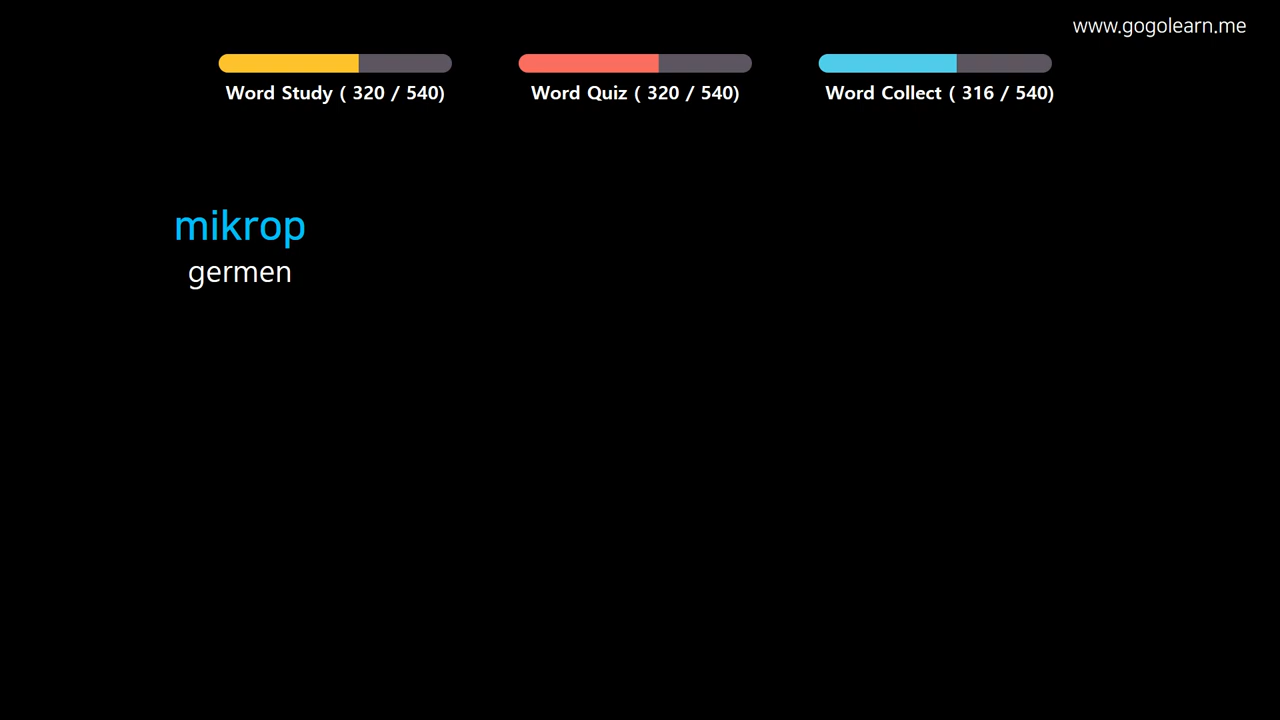 www.gogolearn.me
Word Study ( 320 / 540)
Word Quiz ( 320 / 540)
Word Collect ( 316 / 540)
mikrop
germen